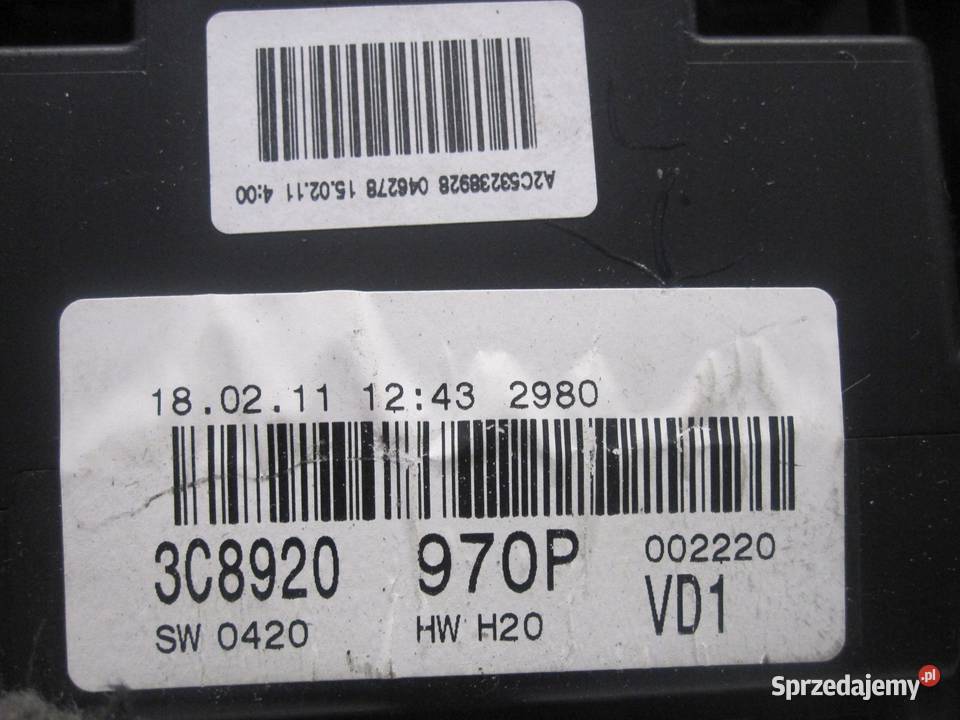 A2C53238928 046278 15.02.11 4:00
18.02.11 12:43 2980
3C8920 970P 002220
SW 0420 HW H20 VD1
Sprzedajemy.pl